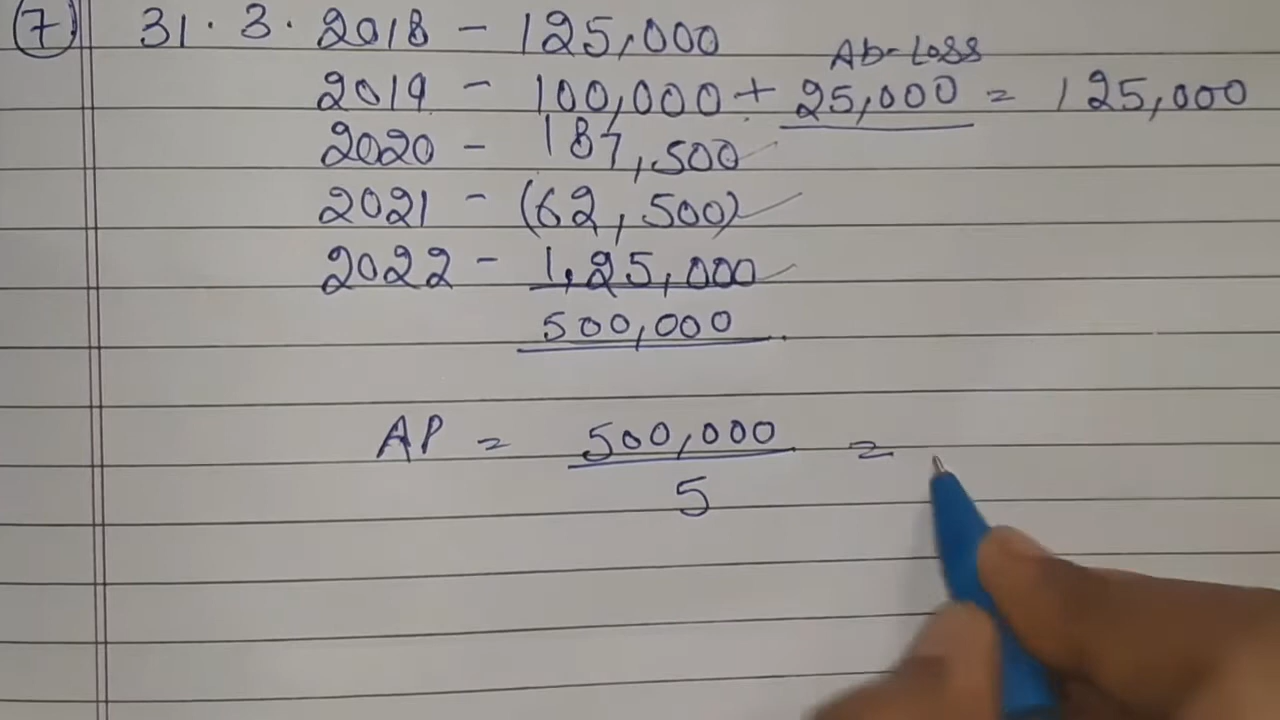 7 31.3.2018 - 125,000
Ab-Loss
2019 - 100,000 + 25,000 = 125,000
2020 - 187,500
2021 - (62,500)
2022 - 1,25,000
500,000
AP = 500,000 =
5